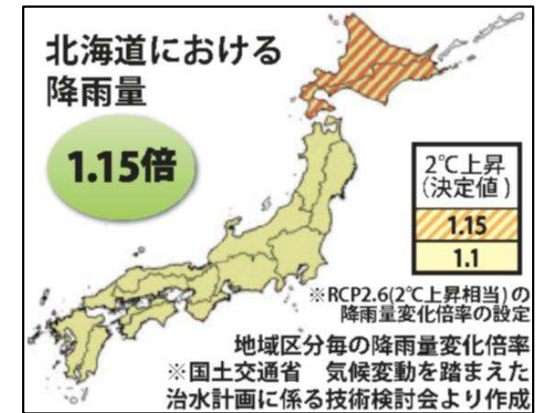 北海道における
降雨量
1.15倍
2℃上昇
(決定値)
1.15
1.1
※RCP2.6(2℃上昇相当)の
降雨量変化倍率の設定
地域区分毎の降雨量変化倍率
※国土交通省　気候変動を踏まえた
治水計画に係る技術検討会より作成